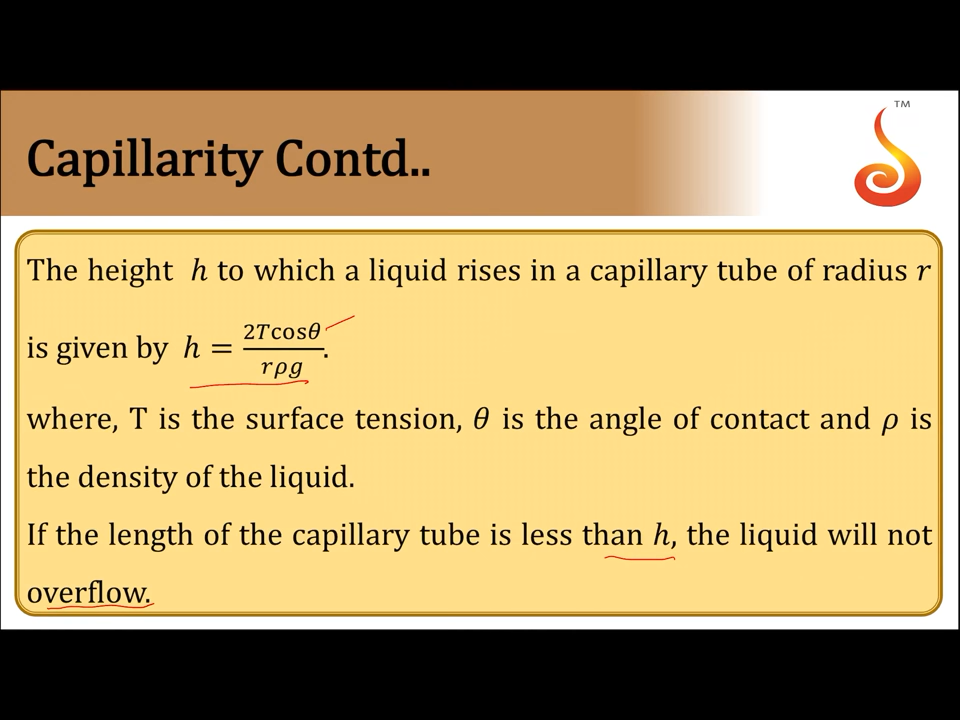 TM
Capillarity Contd..
The height h to which a liquid rises in a capillary tube of radius r
is given by h = 2Tcosθ/rρg.
where, T is the surface tension, θ is the angle of contact and ρ is
the density of the liquid.
If the length of the capillary tube is less than h, the liquid will not
overflow.